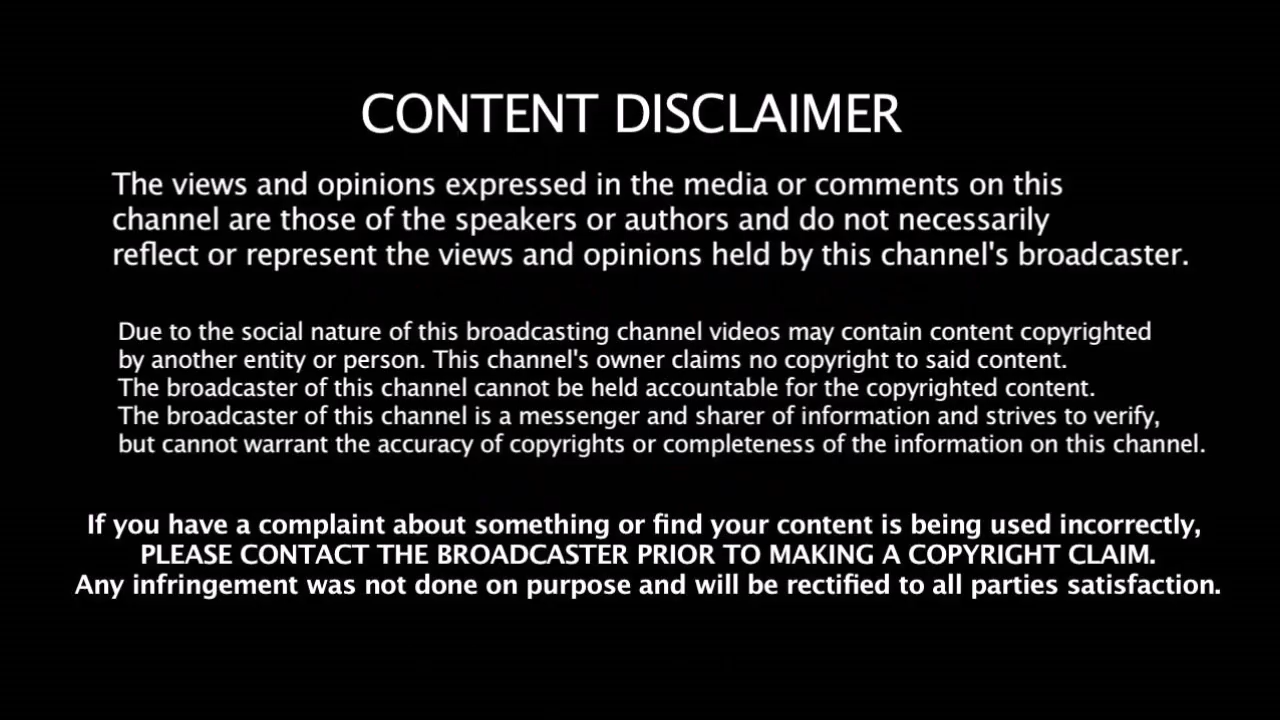 CONTENT DISCLAIMER
The views and opinions expressed in the media or comments on this
channel are those of the speakers or authors and do not necessarily
reflect or represent the views and opinions held by this channel's broadcaster.
Due to the social nature of this broadcasting channel videos may contain content copyrighted
by another entity or person. This channel's owner claims no copyright to said content.
The broadcaster of this channel cannot be held accountable for the copyrighted content.
The broadcaster of this channel is a messenger and sharer of information and strives to verify,
but cannot warrant the accuracy of copyrights or completeness of the information on this channel.
If you have a complaint about something or find your content is being used incorrectly,
PLEASE CONTACT THE BROADCASTER PRIOR TO MAKING A COPYRIGHT CLAIM.
Any infringement was not done on purpose and will be rectified to all parties satisfaction.